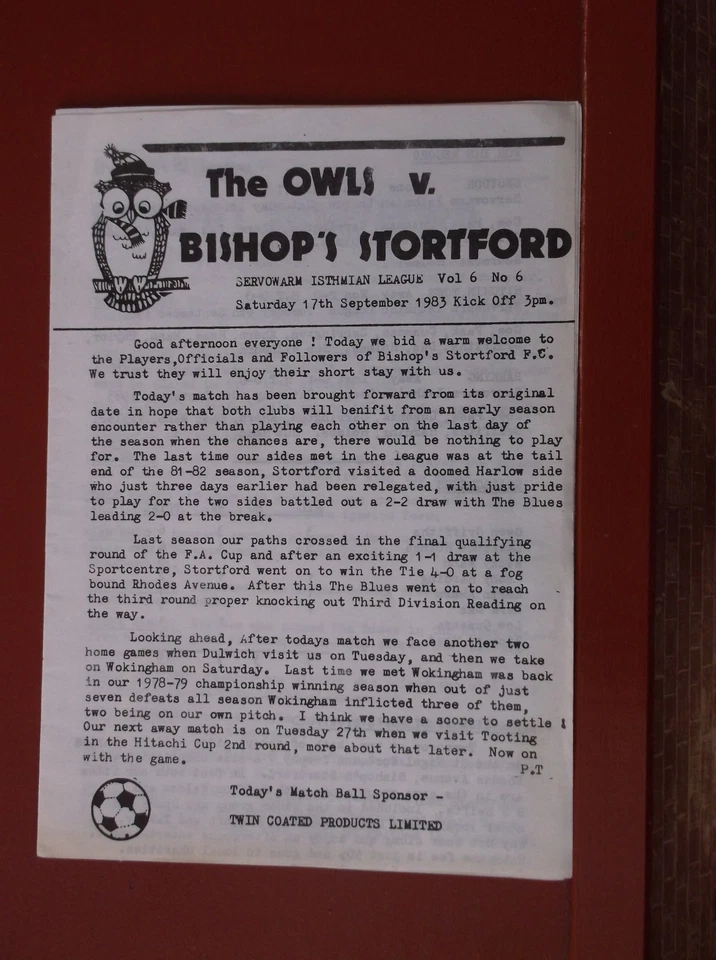 The OWLS v.
BISHOP'S STORTFORD
SERVOWARM ISTHMIAN LEAGUE Vol 6 No 6
Saturday 17th September 1983 Kick Off 3pm.
Good afternoon everyone ! Today we bid a warm welcome to
the Players,Officials and Followers of Bishop's Stortford F.C.
We trust they will enjoy their short stay with us.
Today's match has been brought forward from its original
date in hope that both clubs will benifit from an early season
encounter rather than playing each other on the last day of
the season when the chances are, there would be nothing to play
for. The last time our sides met in the league was at the tail
end of the 81-82 season, Stortford visited a doomed Harlow side
who just three days earlier had been relegated, with just pride
to play for the two sides battled out a 2-2 draw with The Blues
leading 2-0 at the break.
Last season our paths crossed in the final qualifying
round of the F.A. Cup and after an exciting 1-1 draw at the
Sportcentre, Stortford went on to win the Tie 4-0 at a fog
bound Rhodes Avenue. After this The Blues went on to reach
the third round proper knocking out Third Division Reading on
the way.
Looking ahead, After todays match we face another two
home games when Dulwich visit us on Tuesday, and then we take
on Wokingham on Saturday. Last time we met Wokingham was back
in our 1978-79 championship winning season when out of just
seven defeats all season Wokingham inflicted three of them,
two being on our own pitch. I think we have a score to settle !
Our next away match is on Tuesday 27th when we visit Tooting
in the Hitachi Cup 2nd round, more about that later. Now on
with the game.
P.T
Today's Match Ball Sponsor -
TWIN COATED PRODUCTS LIMITED